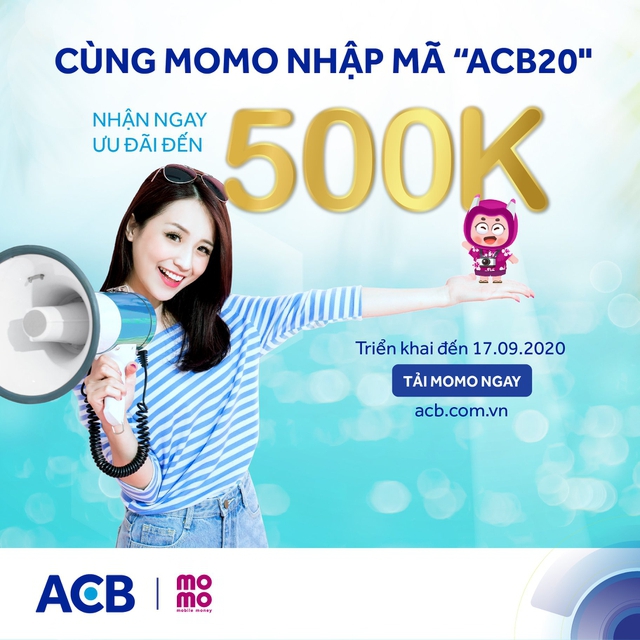 CÙNG MOMO NHẬP MÃ “ACB20"
NHẬN NGAY
ƯU ĐÃI ĐẾN
500K
Triển khai đến 17.09.2020
TẢI MOMO NGAY
acb.com.vn
ACB
mo
mo
mobile money